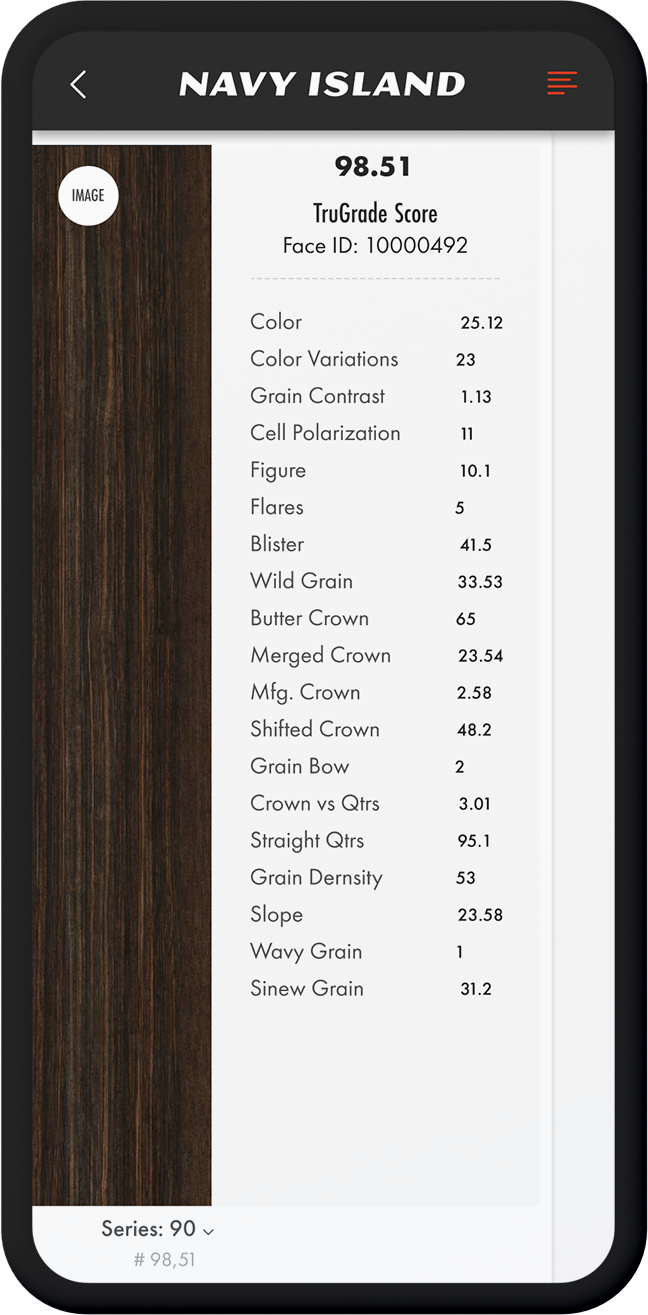 NAVY ISLAND
IMAGE
98.51
TruGrade Score
Face ID: 10000492
Color 25.12
Color Variations 23
Grain Contrast 1.13
Cell Polarization 11
Figure 10.1
Flares 5
Blister 41.5
Wild Grain 33.53
Butter Crown 65
Merged Crown 23.54
Mfg. Crown 2.58
Shifted Crown 48.2
Grain Bow 2
Crown vs Qtrs 3.01
Straight Qtrs 95.1
Grain Dernsity 53
Slope 23.58
Wavy Grain 1
Sinew Grain 31.2
Series: 90
# 98,51